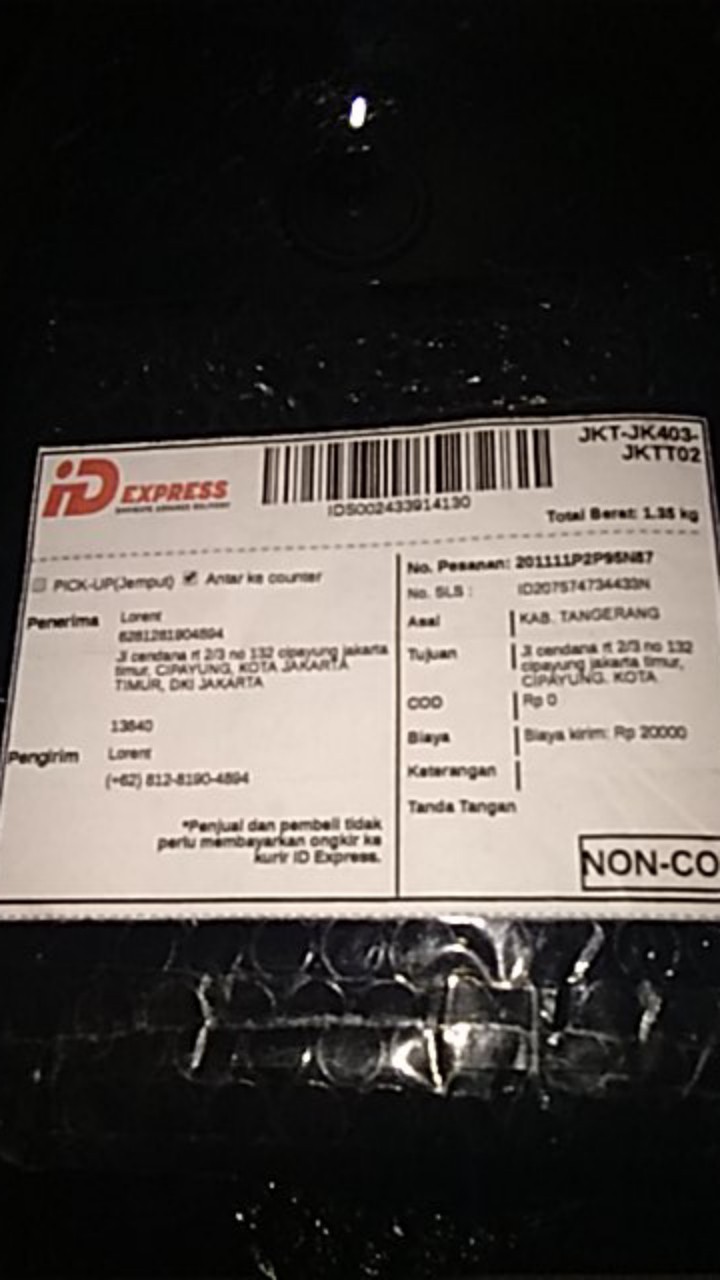 iD EXPRESS
IDS002433914130
JKT-JK403-
JKTT02
Total Berat: 1.35 kg
PICK-UP(Jemput) Antar ke counter
Penerima Lorent
6281281904894
Jl cendana rt 2/3 no 132 cipayung jakarta
timur, CIPAYUNG, KOTA JAKARTA
TIMUR, DKI JAKARTA
13840
Pengirim Lorent
(+62) 812-8190-4894
*Penjual dan pembeli tidak
perlu membayarkan ongkir ke
kurir ID Express.
No. Pesanan: 201111P2P95N87
No. SLS : ID207574734433N
Asal KAB. TANGERANG
Tujuan Jl cendana rt 2/3 no 132
cipayung jakarta timur,
CIPAYUNG, KOTA
COD Rp 0
Biaya Biaya kirim: Rp 20000
Keterangan
Tanda Tangan
NON-CO